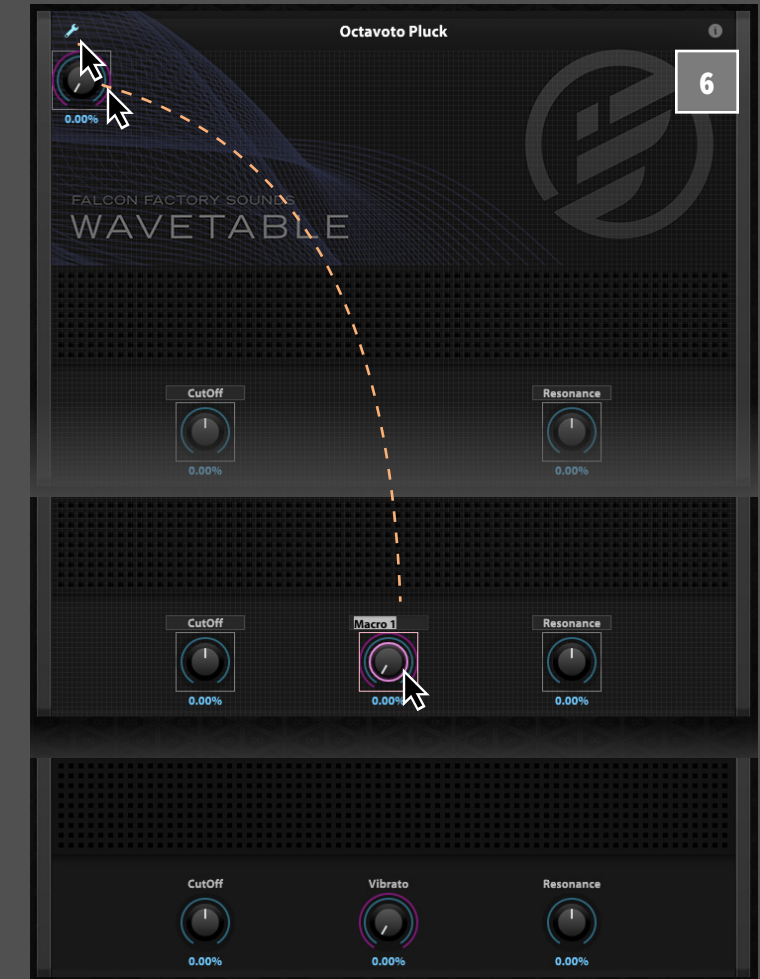 Octavoto Pluck
6
0.00%
FALCON FACTORY SOUNDS
WAVETABLE
CutOff
Resonance
0.00%
0.00%
CutOff
Macro 1
Resonance
0.00%
0.00%
0.00%
CutOff
Vibrato
Resonance
0.00%
0.00%
0.00%